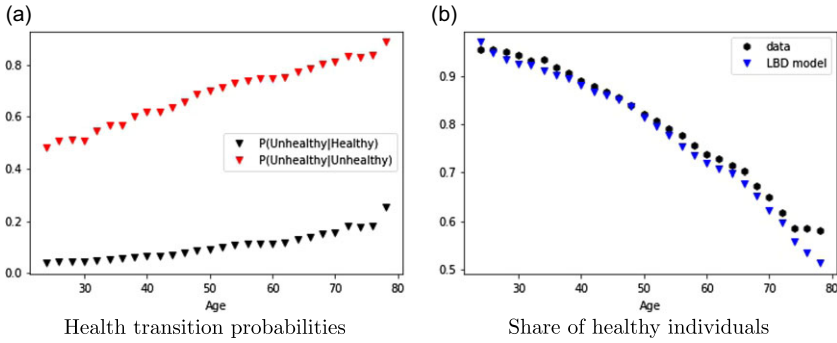 (a)
0.8
0.6
0.4
0.2
0.0
P(Unhealthy|Healthy)
P(Unhealthy|Unhealthy)
30 40 50 60 70 80
Age
Health transition probabilities
(b)
0.9
0.8
0.7
0.6
0.5
data
LBD model
30 40 50 60 70 80
Age
Share of healthy individuals